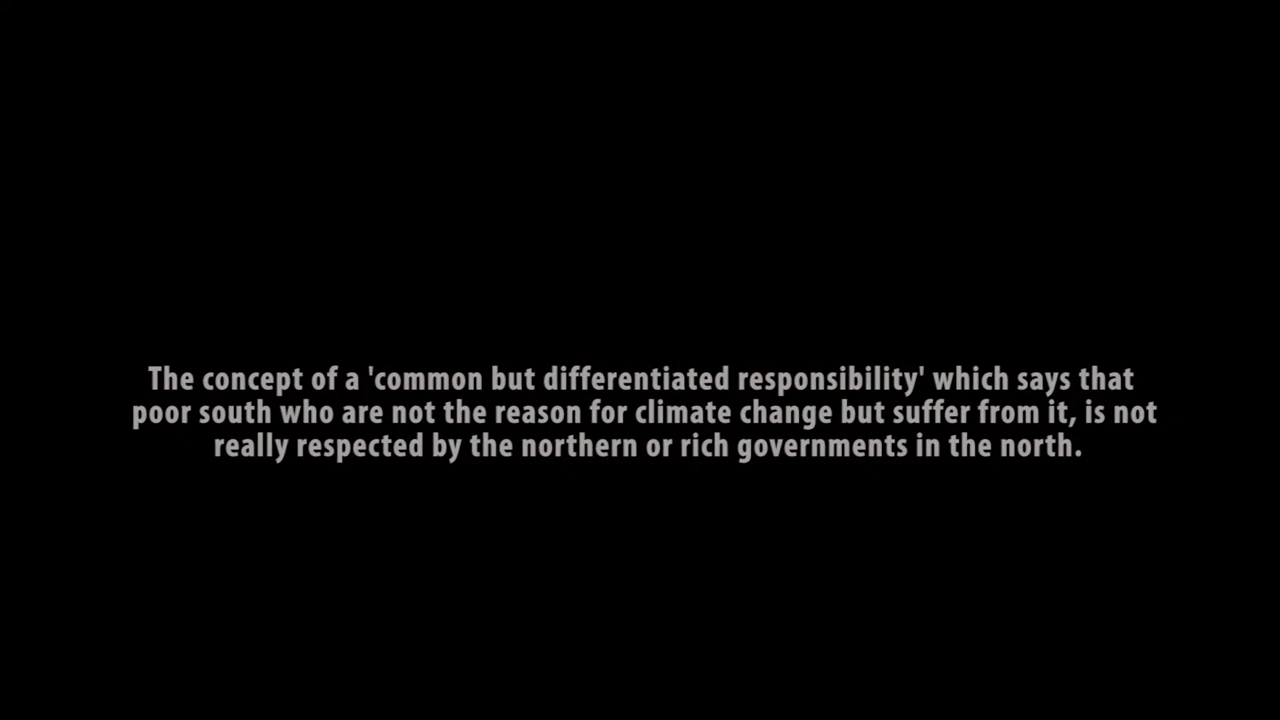 The concept of a 'common but differentiated responsibility' which says that
poor south who are not the reason for climate change but suffer from it, is not
really respected by the northern or rich governments in the north.